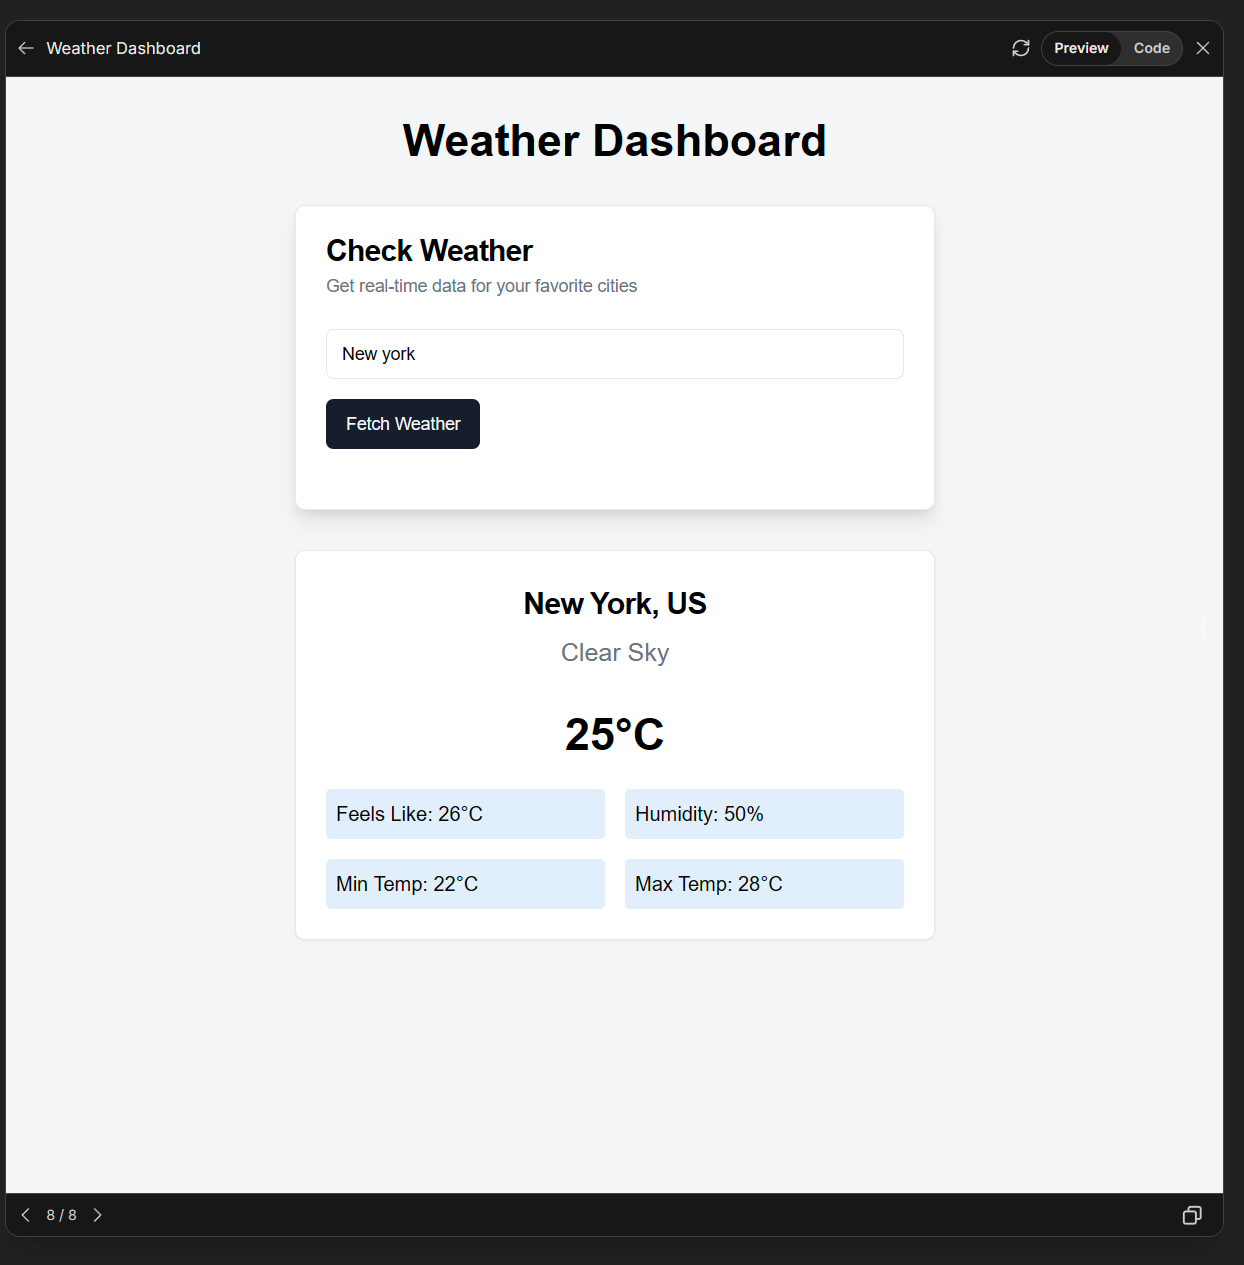 Weather Dashboard
Preview Code
Weather Dashboard
Check Weather
Get real-time data for your favorite cities
New york
Fetch Weather
New York, US
Clear Sky
25°C
Feels Like: 26°C
Humidity: 50%
Min Temp: 22°C
Max Temp: 28°C
8 / 8